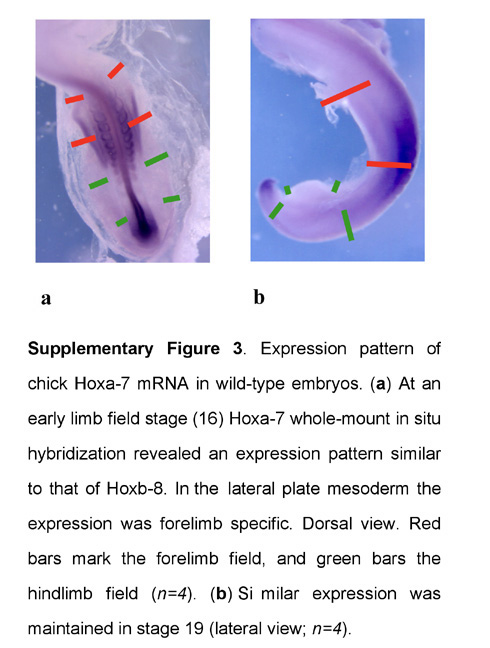 a
b
Supplementary Figure 3. Expression pattern of
chick Hoxa-7 mRNA in wild-type embryos. (a) At an
early limb field stage (16) Hoxa-7 whole-mount in situ
hybridization revealed an expression pattern similar
to that of Hoxb-8. In the lateral plate mesoderm the
expression was forelimb specific. Dorsal view. Red
bars mark the forelimb field, and green bars the
hindlimb field (n=4). (b) Si milar expression was
maintained in stage 19 (lateral view; n=4).